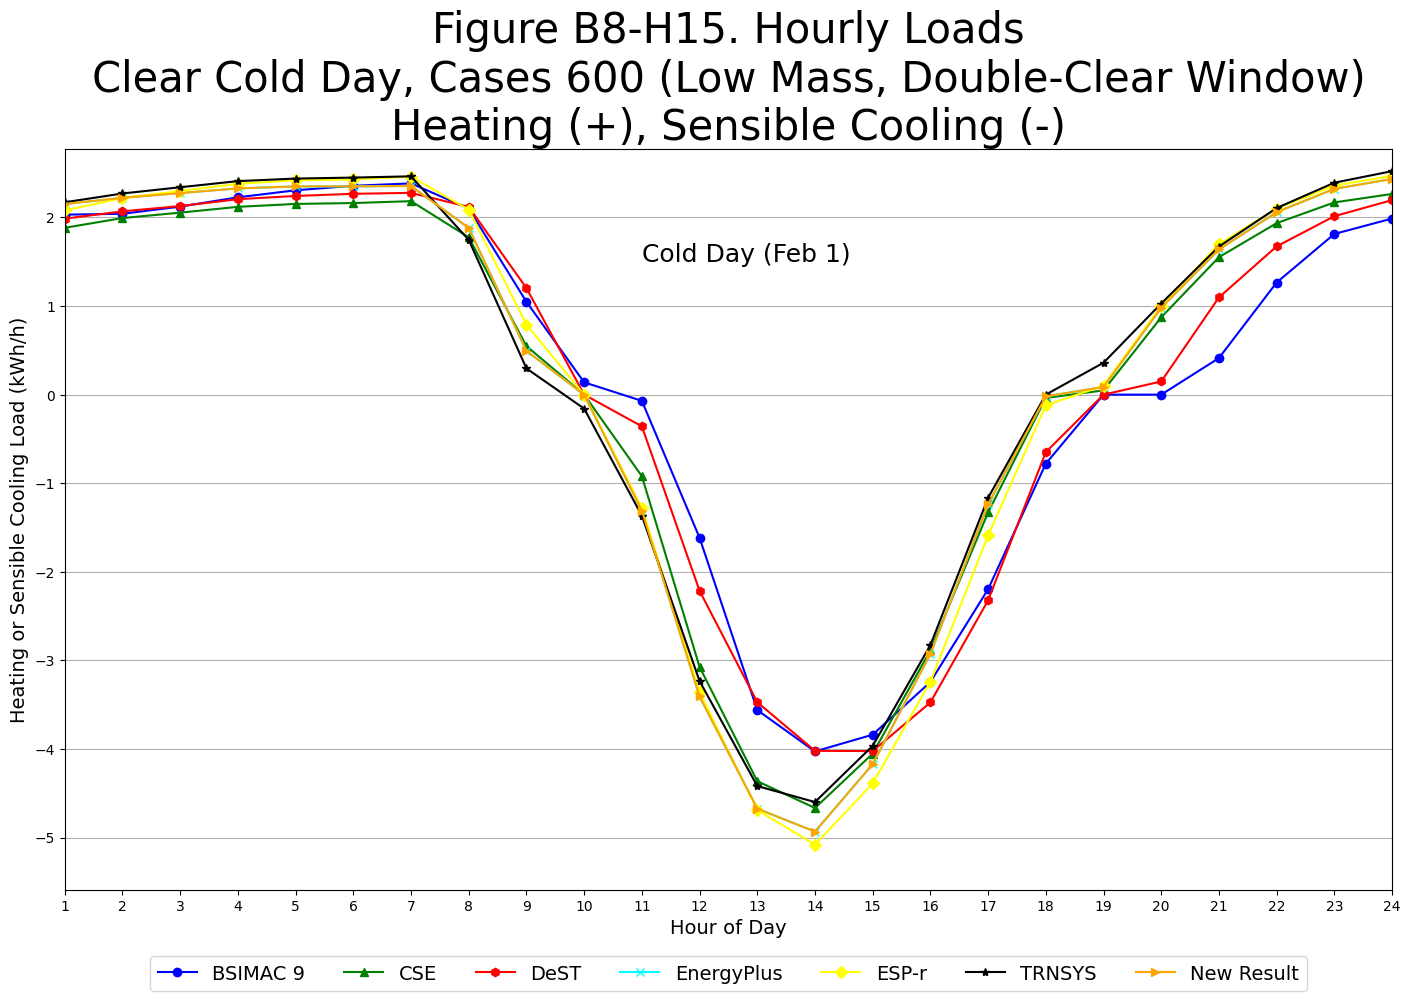 Figure B8-H15. Hourly Loads
Clear Cold Day, Cases 600 (Low Mass, Double-Clear Window)
Heating (+), Sensible Cooling (-)
Heating or Sensible Cooling Load (kWh/h)
2
1
0
−1
−2
−3
−4
−5
Cold Day (Feb 1)
1 2 3 4 5 6 7 8 9 10 11 12 13 14 15 16 17 18 19 20 21 22 23 24
Hour of Day
BSIMAC 9 CSE DeST EnergyPlus ESP-r TRNSYS New Result